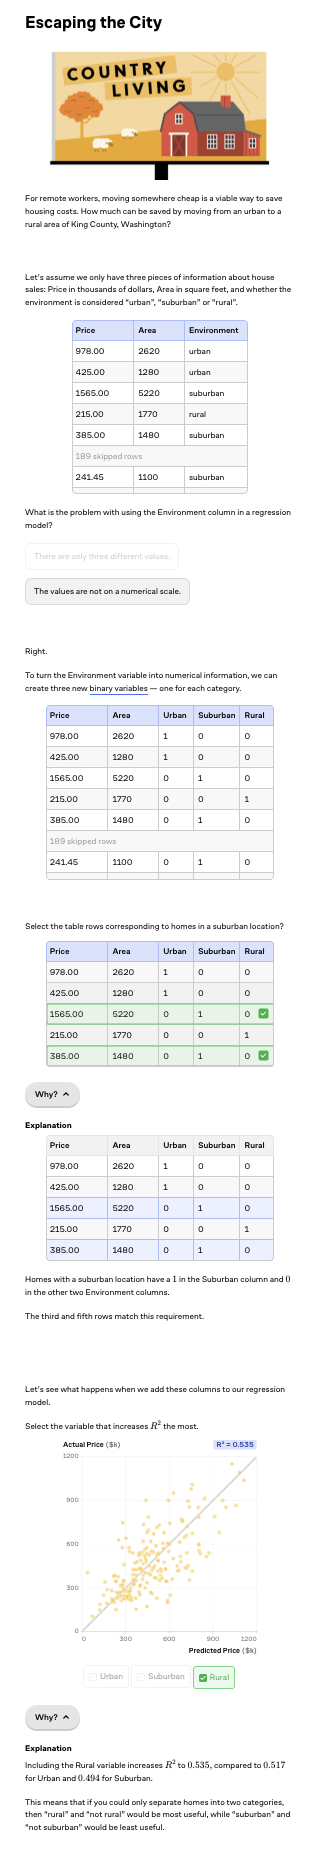 Escaping the City
COUNTRY
LIVING
For remote workers, moving somewhere cheap is a viable way to save
housing costs. How much can be saved by moving from an urban to a
rural area of King County, Washington?
Let's assume we only have three pieces of information about house
sales: Price in thousands of dollars, Area in square feet, and whether the
environment is considered "urban", "suburban" or "rural".
Price Area Environment
978.00 2620 urban
425.00 1280 urban
1565.00 5220 suburban
215.00 1770 rural
385.00 1480 suburban
189 skipped rows
241.45 1100 suburban
What is the problem with using the Environment column in a regression
model?
There are only three different values.
The values are not on a numerical scale.
Right.
To turn the Environment variable into numerical information, we can
create three new binary variables — one for each category.
Price Area Urban Suburban Rural
978.00 2620 1 0 0
425.00 1280 1 0 0
1565.00 5220 0 1 0
215.00 1770 0 0 1
385.00 1480 0 1 0
189 skipped rows
241.45 1100 0 1 0
Select the table rows corresponding to homes in a suburban location?
Price Area Urban Suburban Rural
978.00 2620 1 0 0
425.00 1280 1 0 0
1565.00 5220 0 1 0
215.00 1770 0 0 1
385.00 1480 0 1 0
Why?
Explanation
Price Area Urban Suburban Rural
978.00 2620 1 0 0
425.00 1280 1 0 0
1565.00 5220 0 1 0
215.00 1770 0 0 1
385.00 1480 0 1 0
Homes with a suburban location have a 1 in the Suburban column and 0
in the other two Environment columns.
The third and fifth rows match this requirement.
Let's see what happens when we add these columns to our regression
model.
Select the variable that increases R² the most.
Actual Price ($k) R² = 0.535
1200
900
600
300
0
0 300 600 900 1200
Predicted Price ($k)
Urban Suburban Rural
Why?
Explanation
Including the Rural variable increases R² to 0.535, compared to 0.517
for Urban and 0.494 for Suburban.
This means that if you could only separate homes into two categories,
then "rural" and "not rural" would be most useful, while "suburban" and
"not suburban" would be least useful.